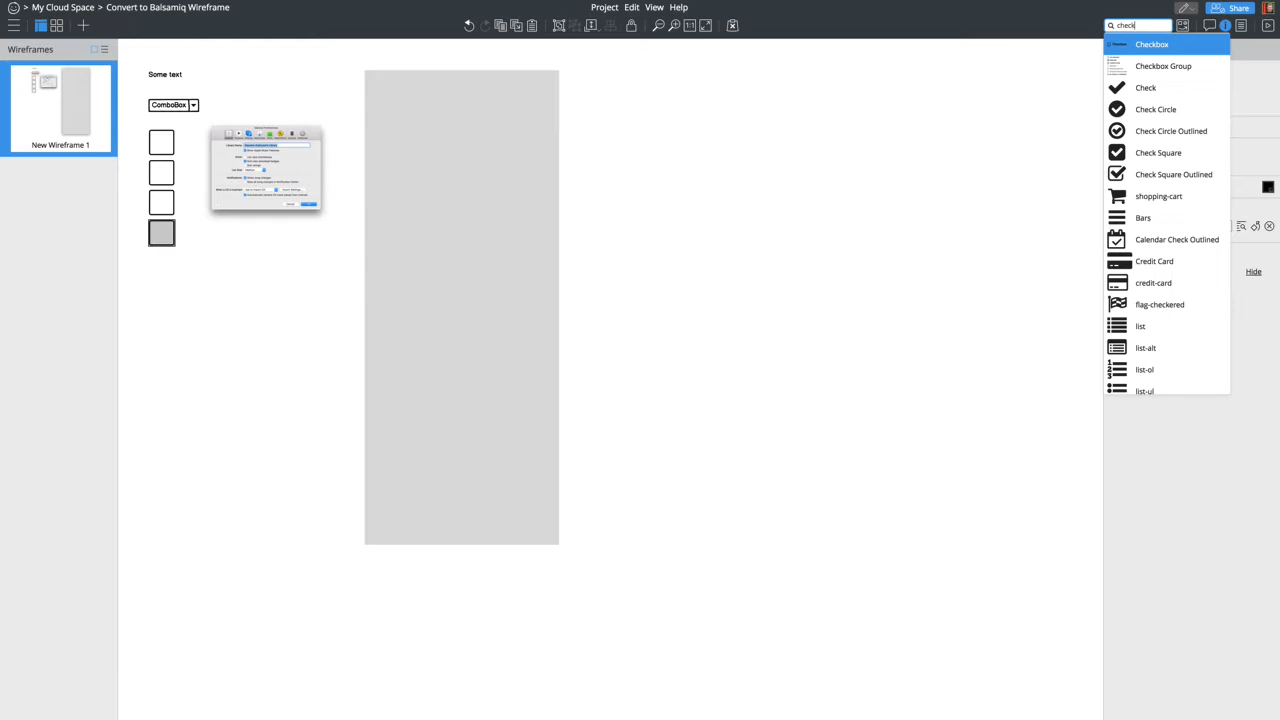 > My Cloud Space > Convert to Balsamiq Wireframe
Project Edit View Help
Share
check
Wireframes
New Wireframe 1
Some text
ComboBox
Checkbox
Checkbox Group
Check
Check Circle
Check Circle Outlined
Check Square
Check Square Outlined
shopping-cart
Bars
Calendar Check Outlined
Credit Card
credit-card
flag-checkered
list
list-alt
list-ol
list-ul
Hide